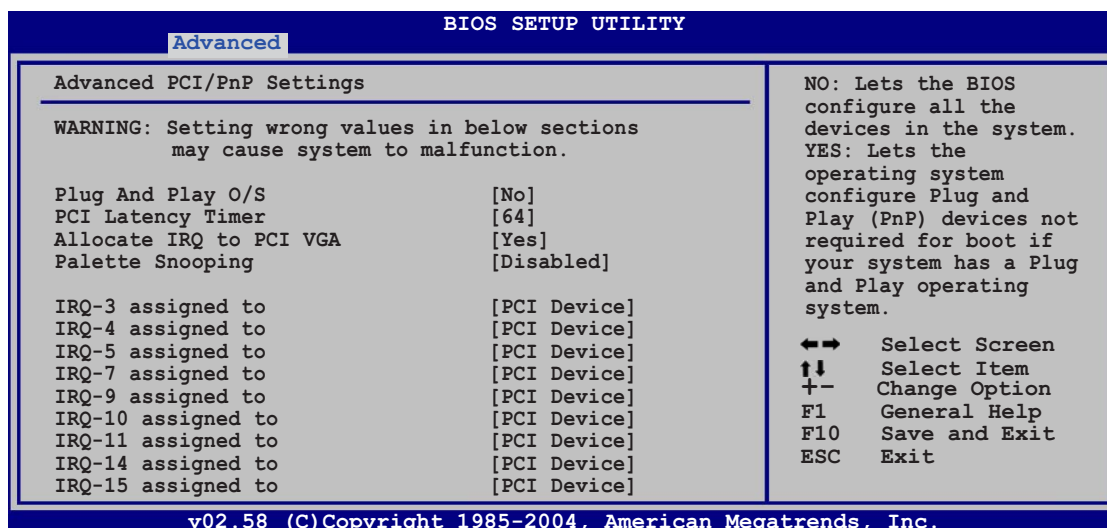 BIOS SETUP UTILITY
Advanced
Advanced PCI/PnP Settings
WARNING: Setting wrong values in below sections
may cause system to malfunction.
Plug And Play O/S [No]
PCI Latency Timer [64]
Allocate IRQ to PCI VGA [Yes]
Palette Snooping [Disabled]
IRQ-3 assigned to [PCI Device]
IRQ-4 assigned to [PCI Device]
IRQ-5 assigned to [PCI Device]
IRQ-7 assigned to [PCI Device]
IRQ-9 assigned to [PCI Device]
IRQ-10 assigned to [PCI Device]
IRQ-11 assigned to [PCI Device]
IRQ-14 assigned to [PCI Device]
IRQ-15 assigned to [PCI Device]
NO: Lets the BIOS
configure all the
devices in the system.
YES: Lets the
operating system
configure Plug and
Play (PnP) devices not
required for boot if
your system has a Plug
and Play operating
system.
←→ Select Screen
↑↓ Select Item
+- Change Option
F1 General Help
F10 Save and Exit
ESC Exit
v02.58 (C)Copyright 1985-2004, American Megatrends, Inc.